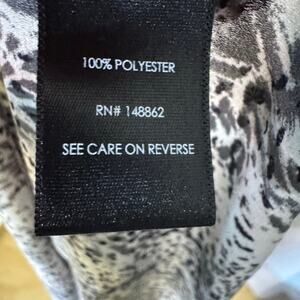 100% POLYESTER
RN# 148862
SEE CARE ON REVERSE